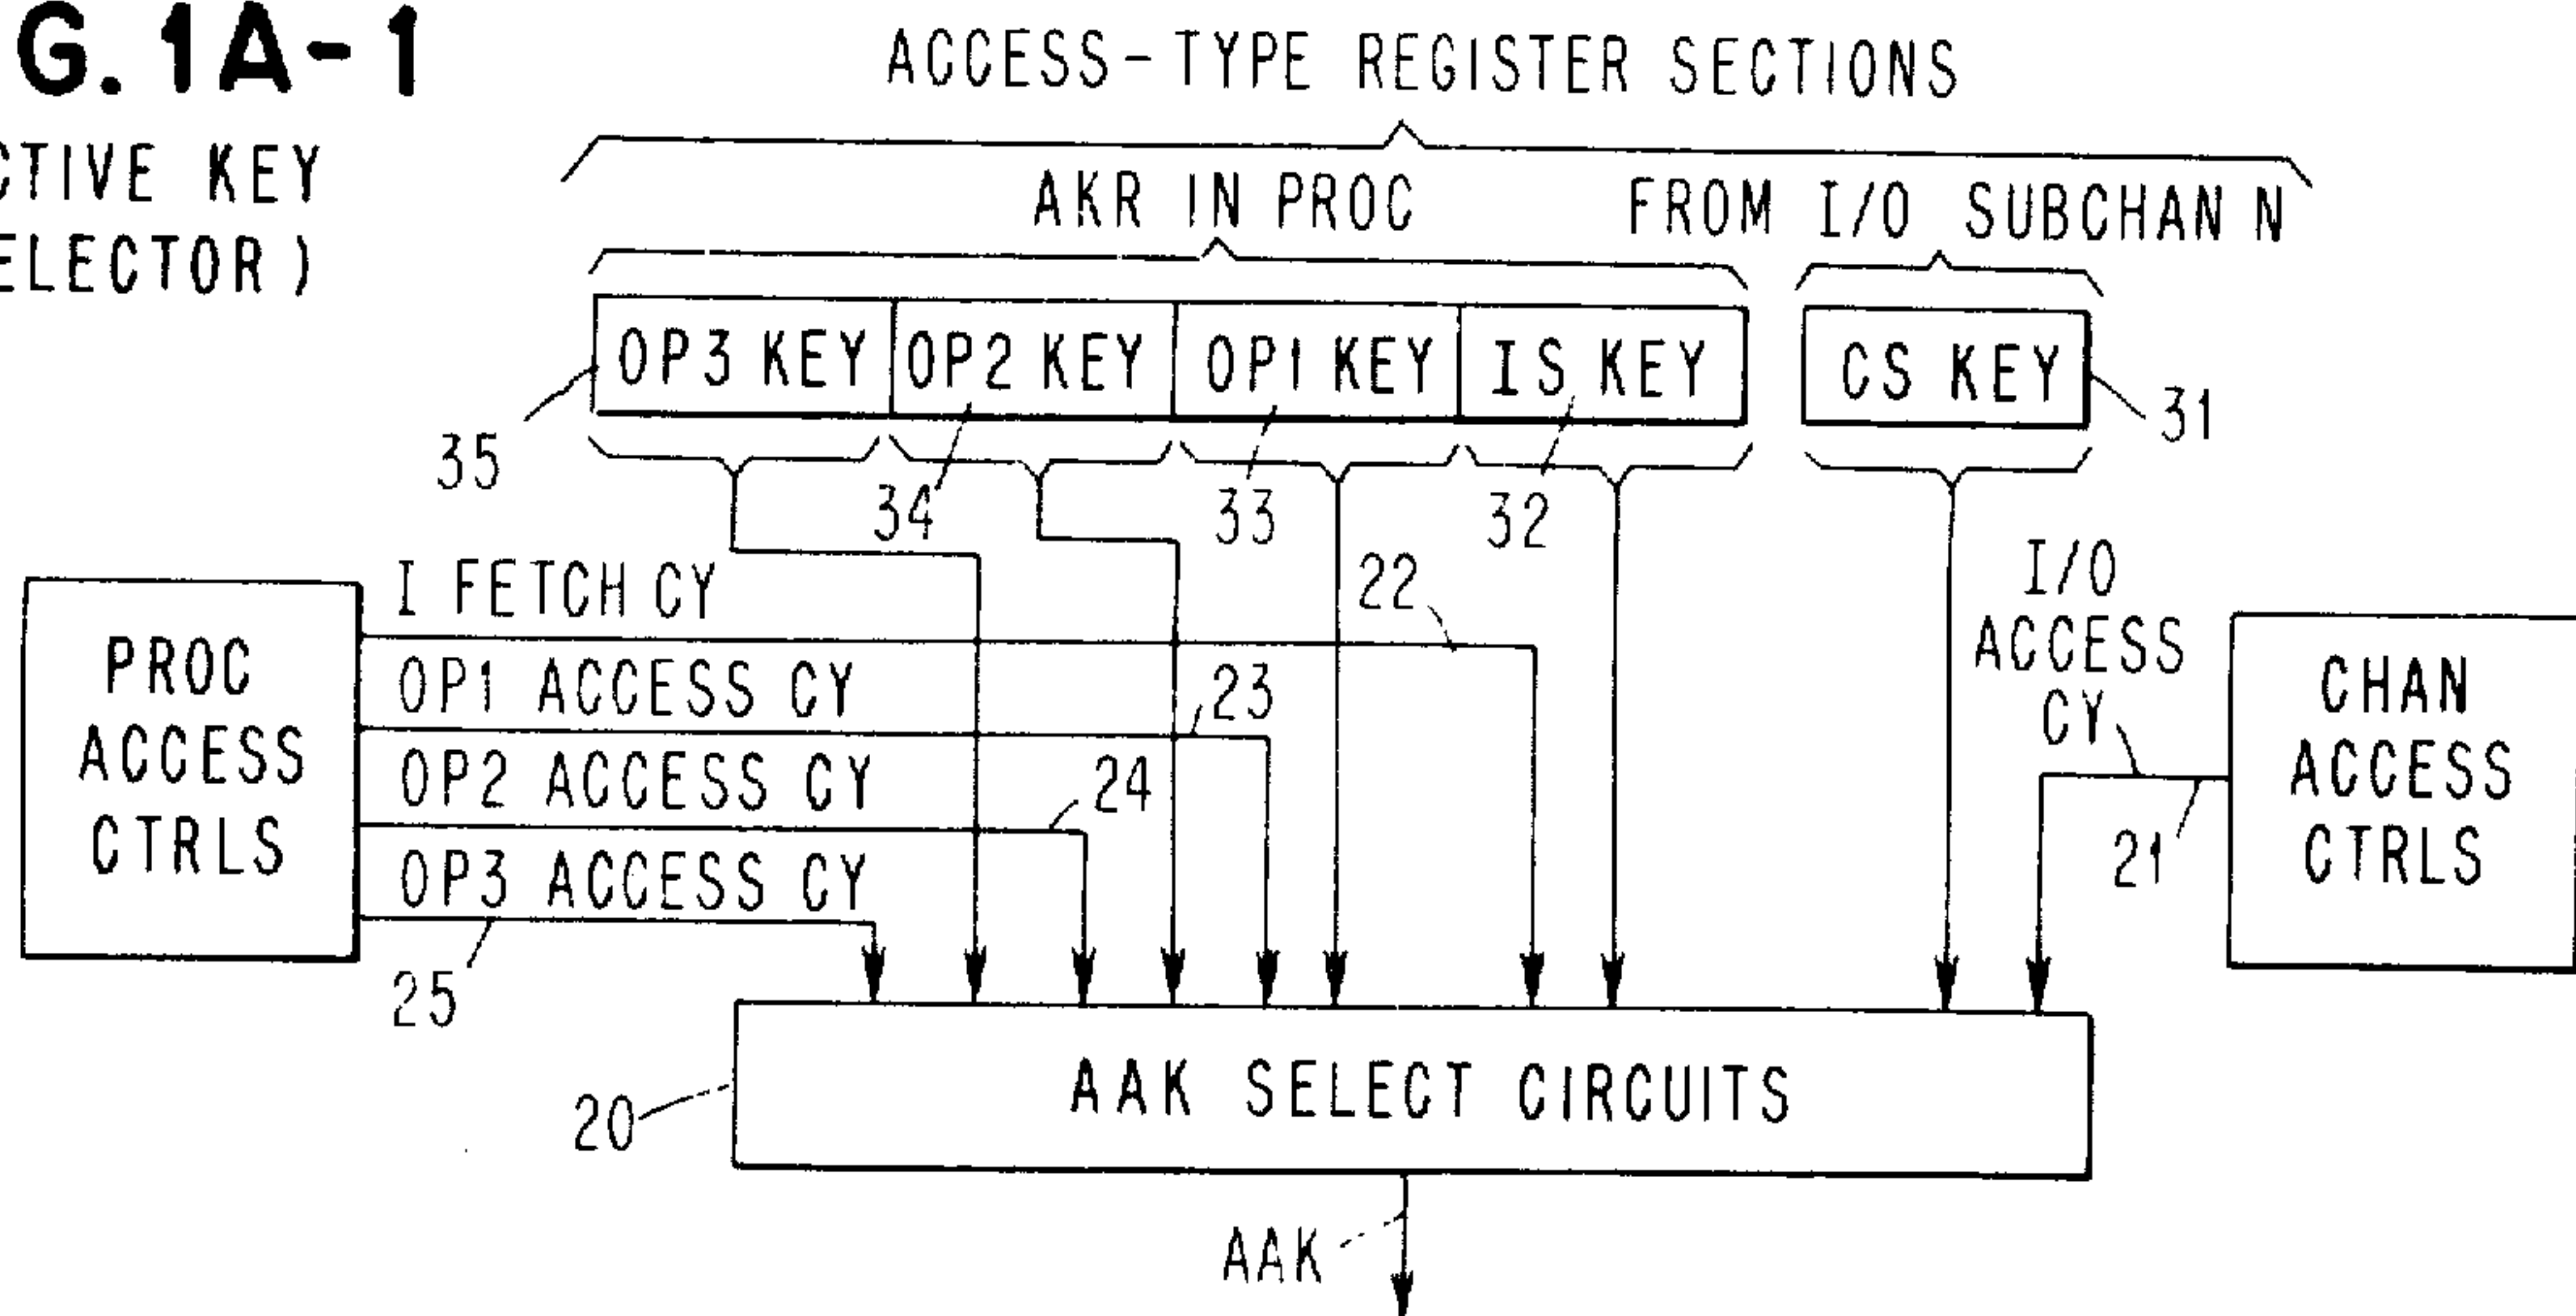 G. 1A-1
CTIVE KEY
ELECTOR)
ACCESS-TYPE REGISTER SECTIONS
AKR IN PROC
FROM I/O SUBCHAN N
OP3 KEY
OP2 KEY
OP1 KEY
IS KEY
CS KEY
35
34
33
32
31
I FETCH CY
22
PROC
ACCESS
CTRLS
OP1 ACCESS CY
23
OP2 ACCESS CY
24
OP3 ACCESS CY
25
I/O
ACCESS
CY
21
CHAN
ACCESS
CTRLS
20
AAK SELECT CIRCUITS
AAK